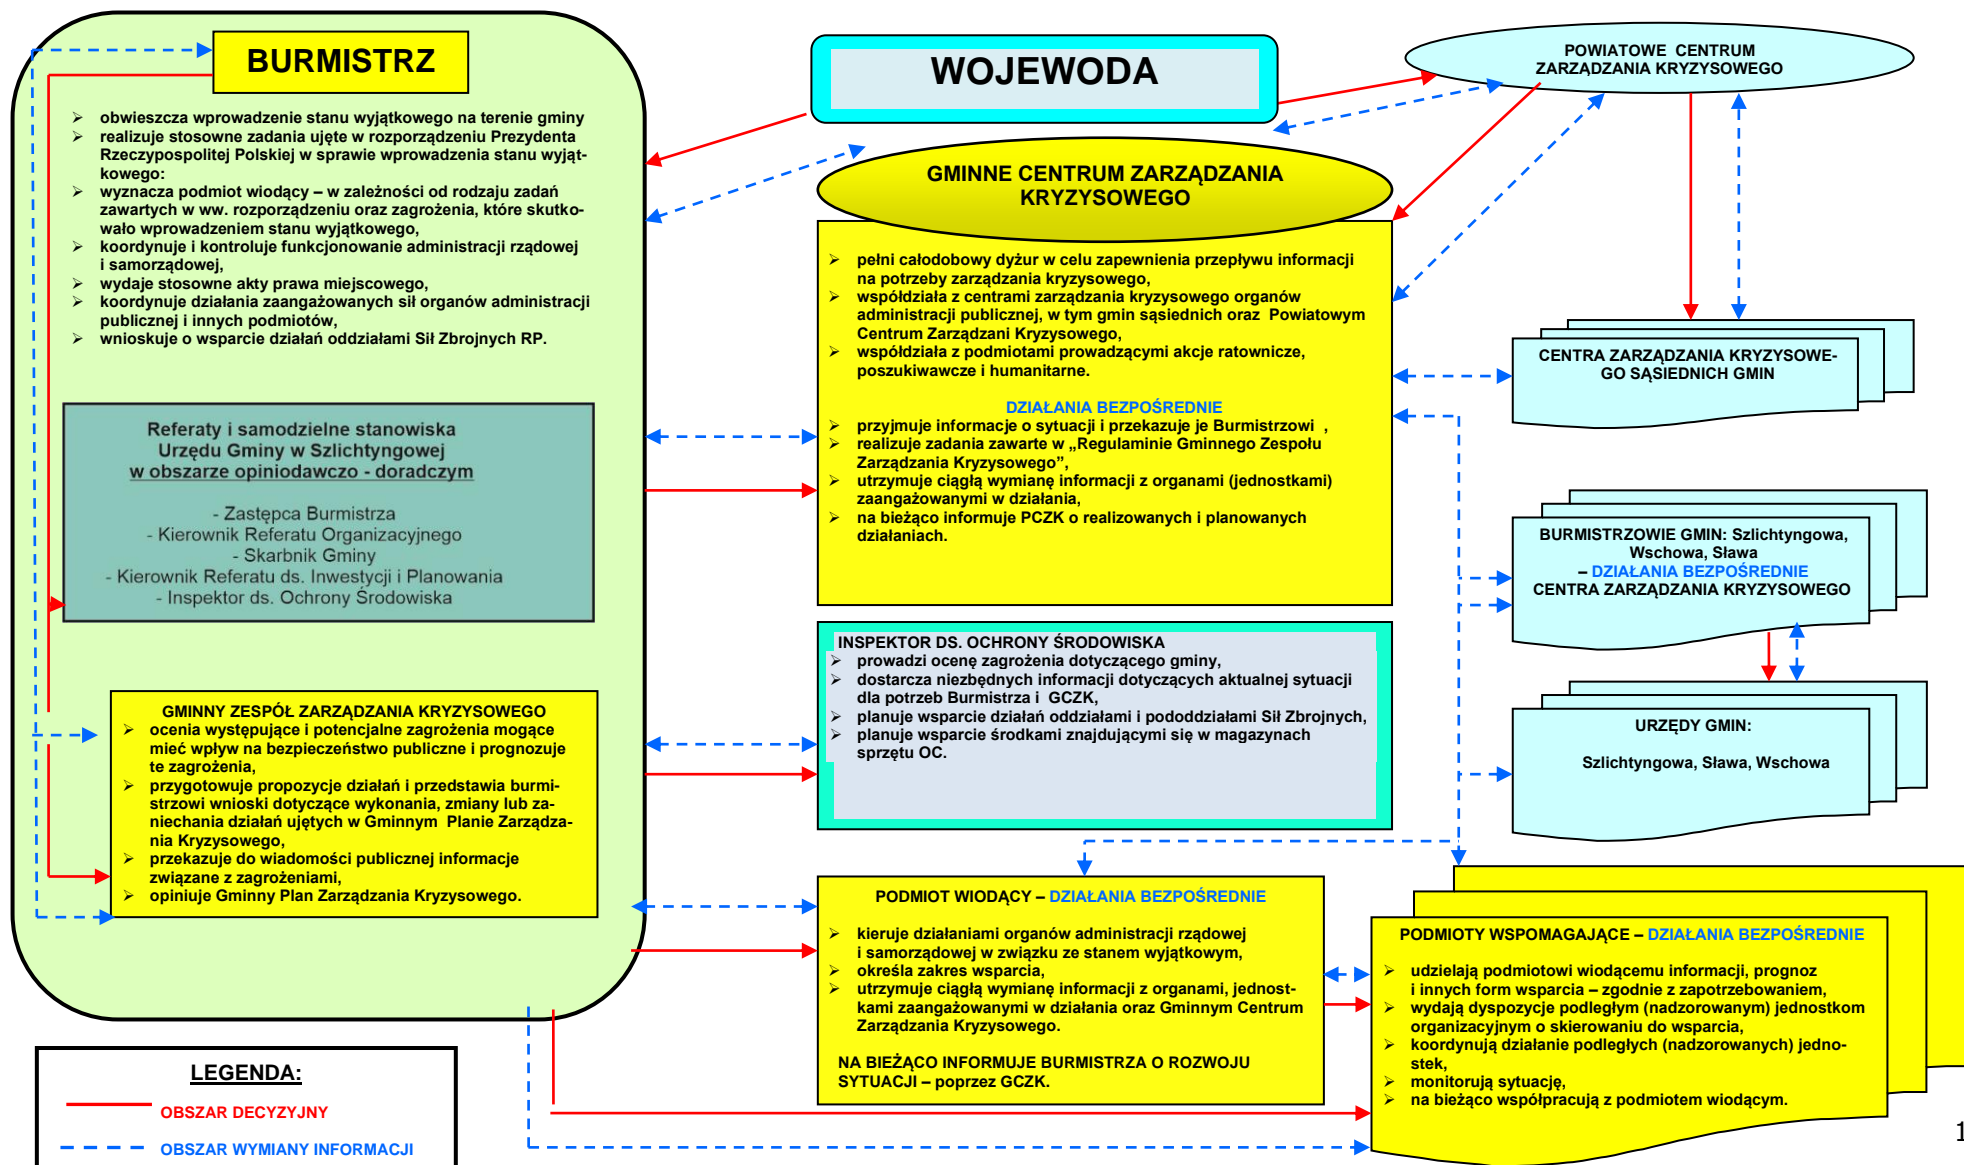 BURMISTRZ
➢ obwieszcza wprowadzenie stanu wyjątkowego na terenie gminy
➢ realizuje stosowne zadania ujęte w rozporządzeniu Prezydenta
Rzeczypospolitej Polskiej w sprawie wprowadzenia stanu wyjąt-
kowego:
➢ wyznacza podmiot wiodący – w zależności od rodzaju zadań
zawartych w ww. rozporządzeniu oraz zagrożenia, które skutko-
wało wprowadzeniem stanu wyjątkowego,
➢ koordynuje i kontroluje funkcjonowanie administracji rządowej
i samorządowej,
➢ wydaje stosowne akty prawa miejscowego,
➢ koordynuje działania zaangażowanych sił organów administracji
publicznej i innych podmiotów,
➢ wnioskuje o wsparcie działań oddziałami Sił Zbrojnych RP.
Referaty i samodzielne stanowiska
Urzędu Gminy w Szlichtyngowej
w obszarze opiniodawczo - doradczym
- Zastępca Burmistrza
- Kierownik Referatu Organizacyjnego
- Skarbnik Gminy
- Kierownik Referatu ds. Inwestycji i Planowania
- Inspektor ds. Ochrony Środowiska
GMINNY ZESPÓŁ ZARZĄDZANIA KRYZYSOWEGO
➢ ocenia występujące i potencjalne zagrożenia mogące
mieć wpływ na bezpieczeństwo publiczne i prognozuje
te zagrożenia,
➢ przygotowuje propozycje działań i przedstawia burmi-
strzowi wnioski dotyczące wykonania, zmiany lub za-
niechania działań ujętych w Gminnym Planie Zarządza-
nia Kryzysowego,
➢ przekazuje do wiadomości publicznej informacje
związane z zagrożeniami,
➢ opiniuje Gminny Plan Zarządzania Kryzysowego.
LEGENDA:
OBSZAR DECYZYJNY
OBSZAR WYMIANY INFORMACJI
WOJEWODA
GMINNE CENTRUM ZARZĄDZANIA
KRYZYSOWEGO
➢ pełni całodobowy dyżur w celu zapewnienia przepływu informacji
na potrzeby zarządzania kryzysowego,
➢ współdziała z centrami zarządzania kryzysowego organów
administracji publicznej, w tym gmin sąsiednich oraz Powiatowym
Centrum Zarządzani Kryzysowego,
➢ współdziała z podmiotami prowadzącymi akcje ratownicze,
poszukiwawcze i humanitarne.
DZIAŁANIA BEZPOŚREDNIE
➢ przyjmuje informacje o sytuacji i przekazuje je Burmistrzowi ,
➢ realizuje zadania zawarte w „Regulaminie Gminnego Zespołu
Zarządzania Kryzysowego”,
➢ utrzymuje ciągłą wymianę informacji z organami (jednostkami)
zaangażowanymi w działania,
➢ na bieżąco informuje PCZK o realizowanych i planowanych
działaniach.
INSPEKTOR DS. OCHRONY ŚRODOWISKA
➢ prowadzi ocenę zagrożenia dotyczącego gminy,
➢ dostarcza niezbędnych informacji dotyczących aktualnej sytuacji
dla potrzeb Burmistrza i GCZK,
➢ planuje wsparcie działań oddziałami i pododdziałami Sił Zbrojnych,
➢ planuje wsparcie środkami znajdującymi się w magazynach
sprzętu OC.
PODMIOT WIODĄCY – DZIAŁANIA BEZPOŚREDNIE
➢ kieruje działaniami organów administracji rządowej
i samorządowej w związku ze stanem wyjątkowym,
➢ określa zakres wsparcia,
➢ utrzymuje ciągłą wymianę informacji z organami, jednost-
kami zaangażowanymi w działania oraz Gminnym Centrum
Zarządzania Kryzysowego.
NA BIEŻĄCO INFORMUJE BURMISTRZA O ROZWOJU
SYTUACJI – poprzez GCZK.
POWIATOWE CENTRUM
ZARZĄDZANIA KRYZYSOWEGO
CENTRA ZARZĄDZANIA KRYZYSOWE-
GO SĄSIEDNICH GMIN
BURMISTRZOWIE GMIN: Szlichtyngowa,
Wschowa, Sława
– DZIAŁANIA BEZPOŚREDNIE
CENTRA ZARZĄDZANIA KRYZYSOWEGO
URZĘDY GMIN:
Szlichtyngowa, Sława, Wschowa
PODMIOTY WSPOMAGAJĄCE – DZIAŁANIA BEZPOŚREDNIE
➢ udzielają podmiotowi wiodącemu informacji, prognoz
i innych form wsparcia – zgodnie z zapotrzebowaniem,
➢ wydają dyspozycje podległym (nadzorowanym) jednostkom
organizacyjnym o skierowaniu do wsparcia,
➢ koordynują działanie podległych (nadzorowanych) jedno-
stek,
➢ monitorują sytuację,
➢ na bieżąco współpracują z podmiotem wiodącym.
1